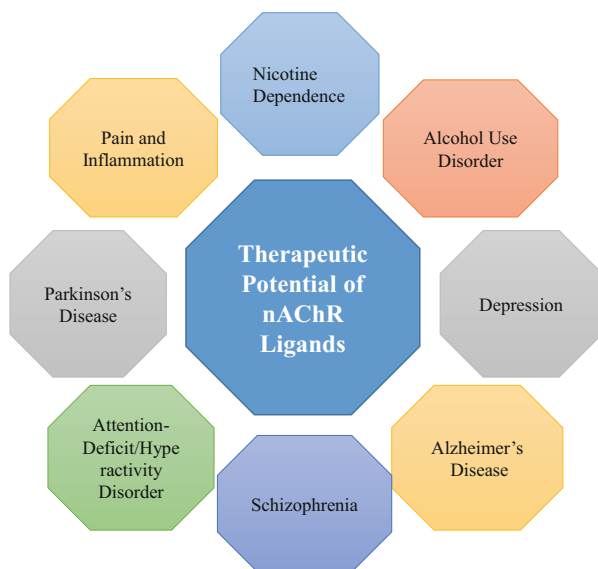 Nicotine
Dependence
Pain and
Inflammation
Alcohol Use
Disorder
Therapeutic
Potential of
nAChR
Ligands
Parkinson’s
Disease
Depression
Attention-
Deficit/Hype
ractivity
Disorder
Alzheimer’s
Disease
Schizophrenia